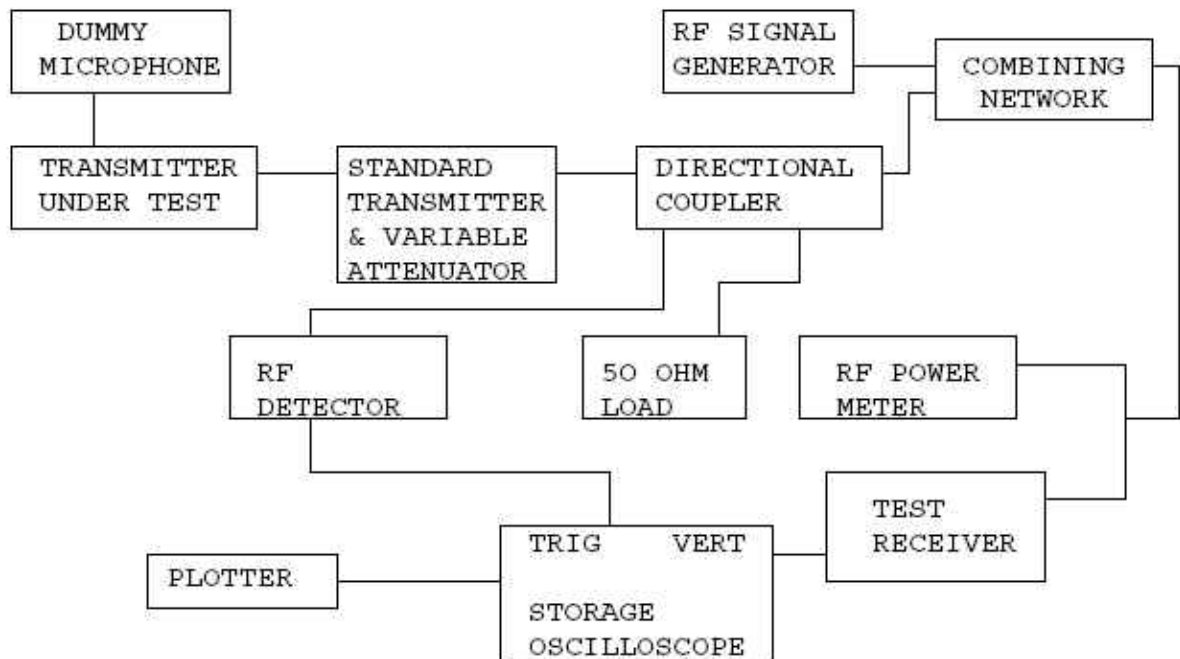 DUMMY
MICROPHONE
RF SIGNAL
GENERATOR
COMBINING
NETWORK
TRANSMITTER
UNDER TEST
STANDARD
TRANSMITTER
& VARIABLE
ATTENUATOR
DIRECTIONAL
COUPLER
RF
DETECTOR
50 OHM
LOAD
RF POWER
METER
TEST
RECEIVER
TRIG VERT
STORAGE
OSCILLOSCOPE
PLOTTER